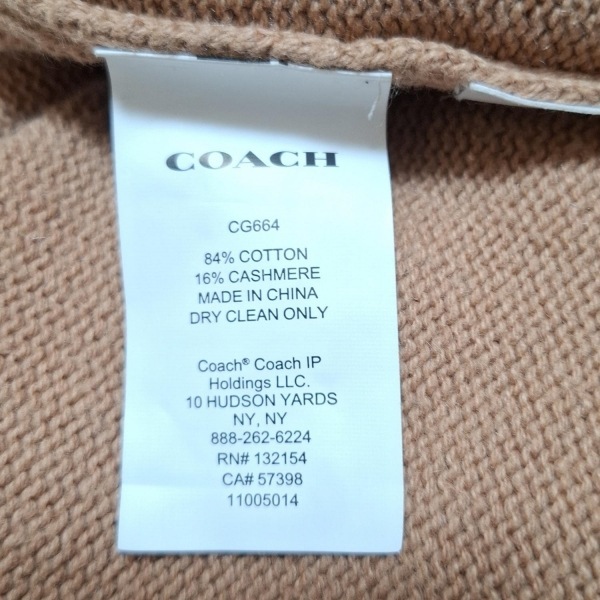 COACH
CG664
84% COTTON
16% CASHMERE
MADE IN CHINA
DRY CLEAN ONLY
Coach® Coach IP
Holdings LLC.
10 HUDSON YARDS
NY, NY
888-262-6224
RN# 132154
CA# 57398
11005014